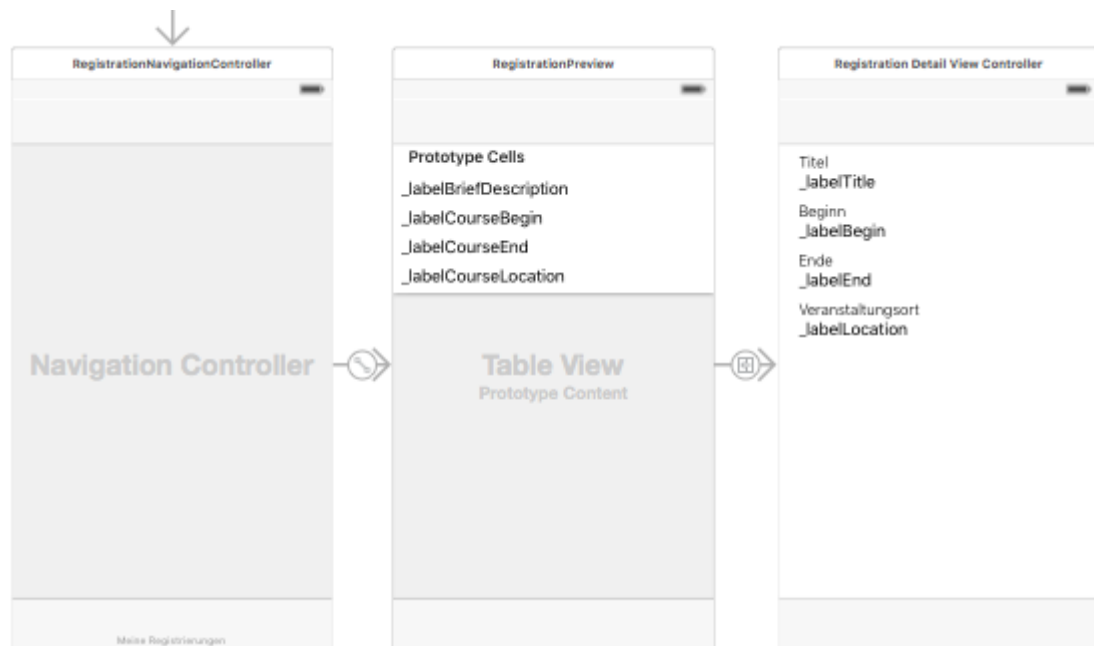 RegistrationNavigationController
Navigation Controller
Meine Registrierungen
RegistrationPreview
Prototype Cells
_labelBriefDescription
_labelCourseBegin
_labelCourseEnd
_labelCourseLocation
Table View
Prototype Content
Registration Detail View Controller
Titel
_labelTitle
Beginn
_labelBegin
Ende
_labelEnd
Veranstaltungsort
_labelLocation